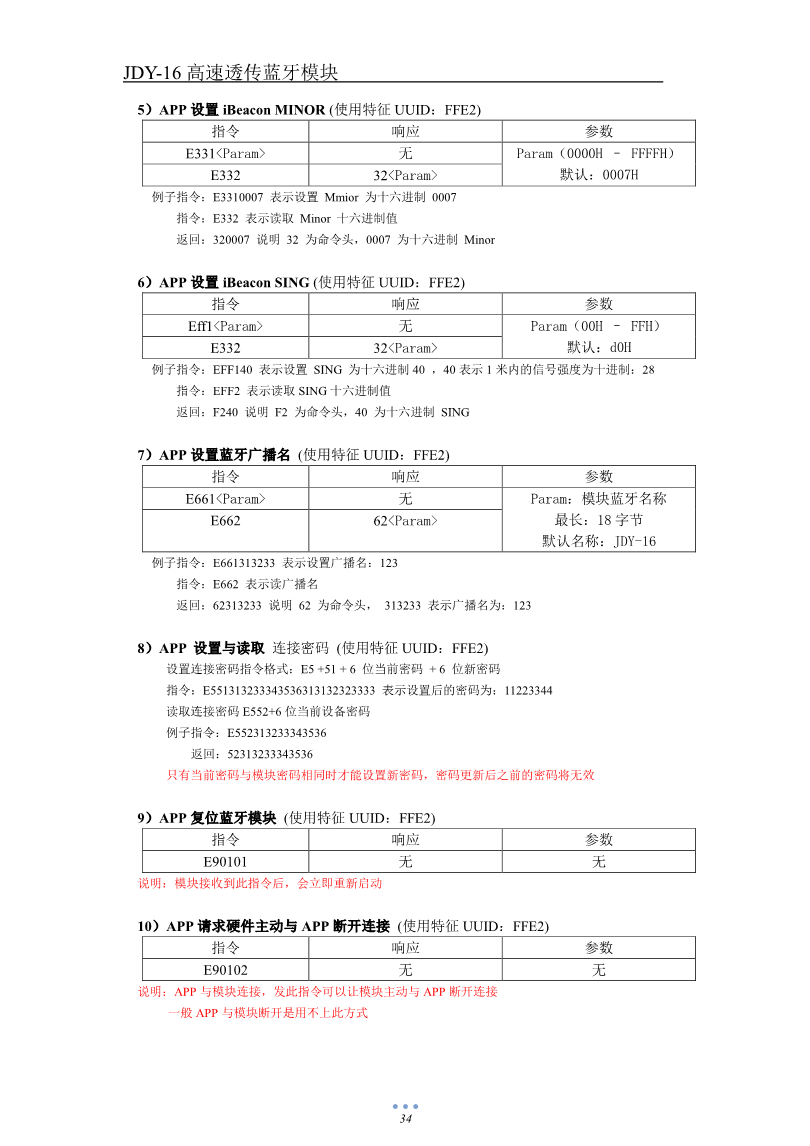 JDY-16 高速透传蓝牙模块
5）APP 设置 iBeacon MINOR (使用特征 UUID：FFE2)
指令 响应 参数
E331<Param> 无 Param（0000H – FFFFH）
E332 32<Param> 默认：0007H
例子指令：E3310007 表示设置 Mmior 为十六进制 0007
指令：E332 表示读取 Minor 十六进制值
返回：320007 说明 32 为命令头，0007 为十六进制 Minor
6）APP 设置 iBeacon SING (使用特征 UUID：FFE2)
指令 响应 参数
Eff1<Param> 无 Param（00H – FFH）
E332 32<Param> 默认：d0H
例子指令：EFF140 表示设置 SING 为十六进制 40 ，40 表示 1 米内的信号强度为十进制：28
指令：EFF2 表示读取 SING 十六进制值
返回：F240 说明 F2 为命令头，40 为十六进制 SING
7）APP 设置蓝牙广播名 (使用特征 UUID：FFE2)
指令 响应 参数
E661<Param> 无 Param：模块蓝牙名称
E662 62<Param> 最长：18 字节
默认名称：JDY-16
例子指令：E661313233 表示设置广播名：123
指令：E662 表示读广播名
返回：62313233 说明 62 为命令头， 313233 表示广播名为：123
8）APP 设置与读取 连接密码 (使用特征 UUID：FFE2)
设置连接密码指令格式：E5 +51 + 6 位当前密码 + 6 位新密码
指令：E551313233343536313132323333 表示设置后的密码为：11223344
读取连接密码 E552+6 位当前设备密码
例子指令：E552313233343536
返回：52313233343536
只有当前密码与模块密码相同时才能设置新密码，密码更新后之前的密码将无效
9）APP 复位蓝牙模块 (使用特征 UUID：FFE2)
指令 响应 参数
E90101 无 无
说明；模块接收到此指令后，会立即重新启动
10）APP 请求硬件主动与 APP 断开连接 (使用特征 UUID：FFE2)
指令 响应 参数
E90102 无 无
说明：APP 与模块连接，发此指令可以让模块主动与 APP 断开连接
一般 APP 与模块断开是用不上此方式
34